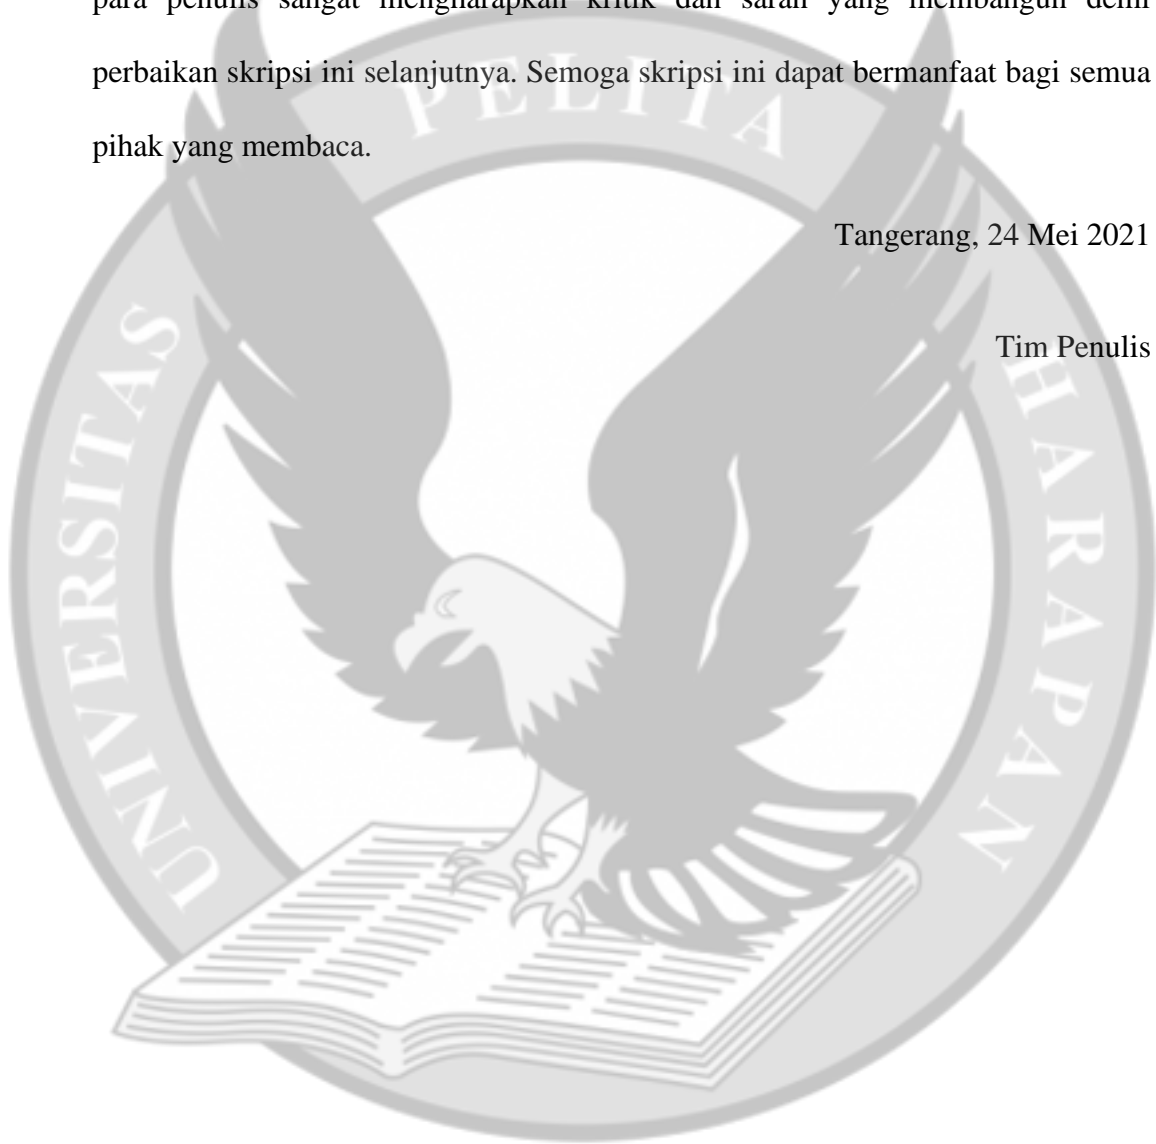 para penulis sangat mengharapkan kritik dan saran yang membangun demi
perbaikan skripsi ini selanjutnya. Semoga skripsi ini dapat bermanfaat bagi semua
pihak yang membaca.
Tangerang, 24 Mei 2021
Tim Penulis
UNIVERSITAS PELITA HARAPAN